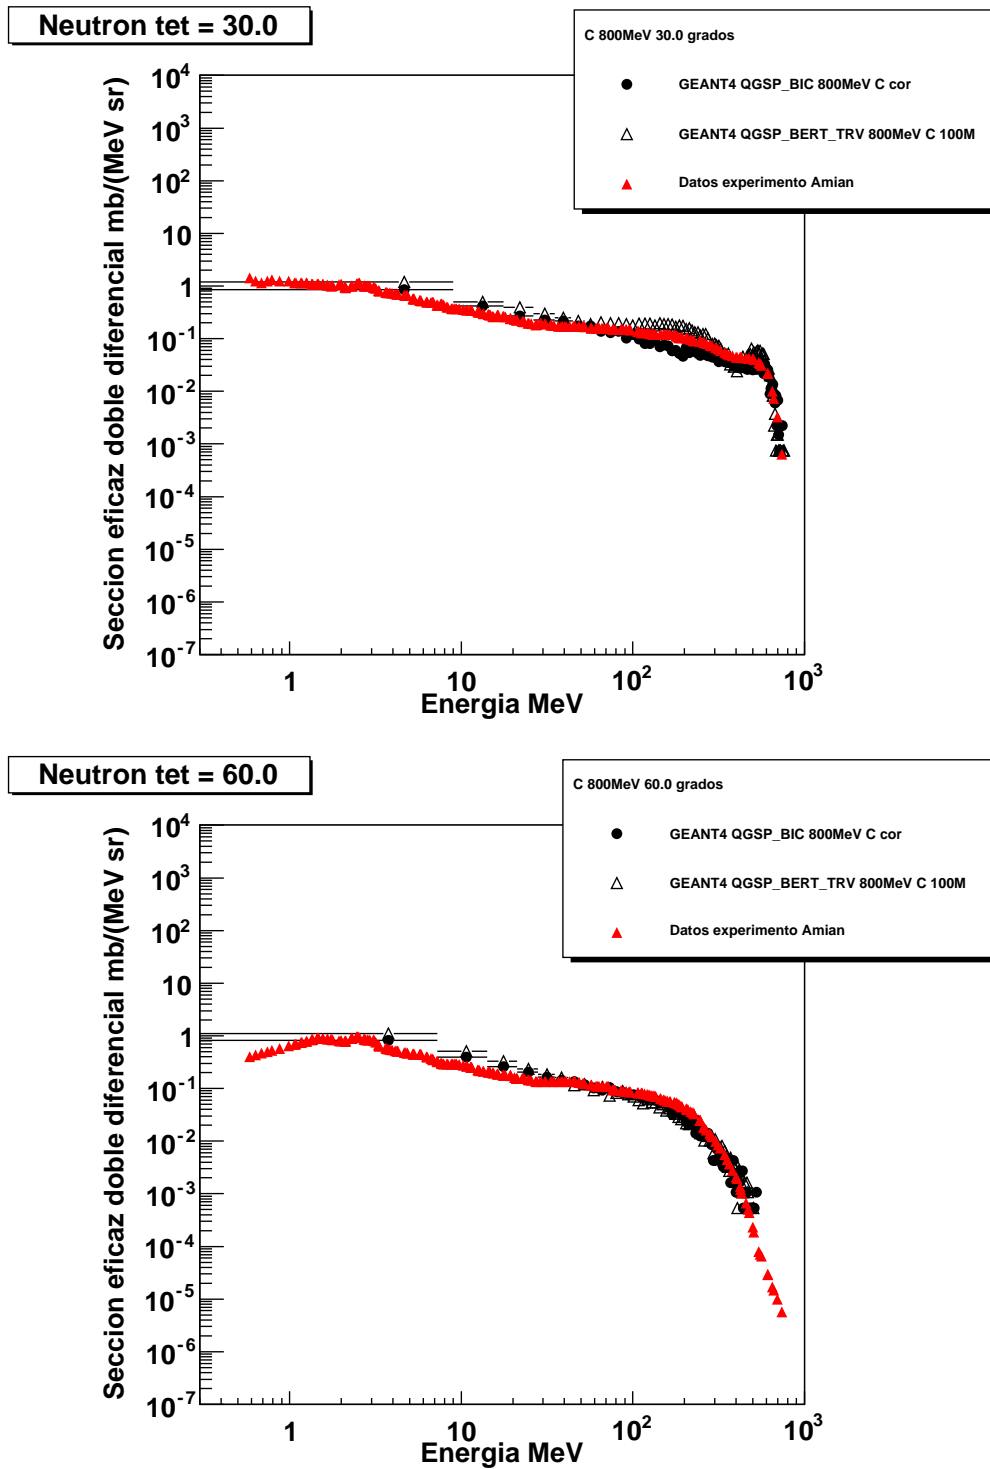 Neutron tet = 30.0
C 800MeV 30.0 grados
GEANT4 QGSP_BIC 800MeV C cor
GEANT4 QGSP_BERT_TRV 800MeV C 100M
Datos experimento Amian
Seccion eficaz doble diferencial mb/(MeV sr)
10^4
10^3
10^2
10
1
10^-1
10^-2
10^-3
10^-4
10^-5
10^-6
10^-7
1 10 10^2 10^3
Energia MeV
Neutron tet = 60.0
C 800MeV 60.0 grados
GEANT4 QGSP_BIC 800MeV C cor
GEANT4 QGSP_BERT_TRV 800MeV C 100M
Datos experimento Amian
Seccion eficaz doble diferencial mb/(MeV sr)
10^4
10^3
10^2
10
1
10^-1
10^-2
10^-3
10^-4
10^-5
10^-6
10^-7
1 10 10^2 10^3
Energia MeV